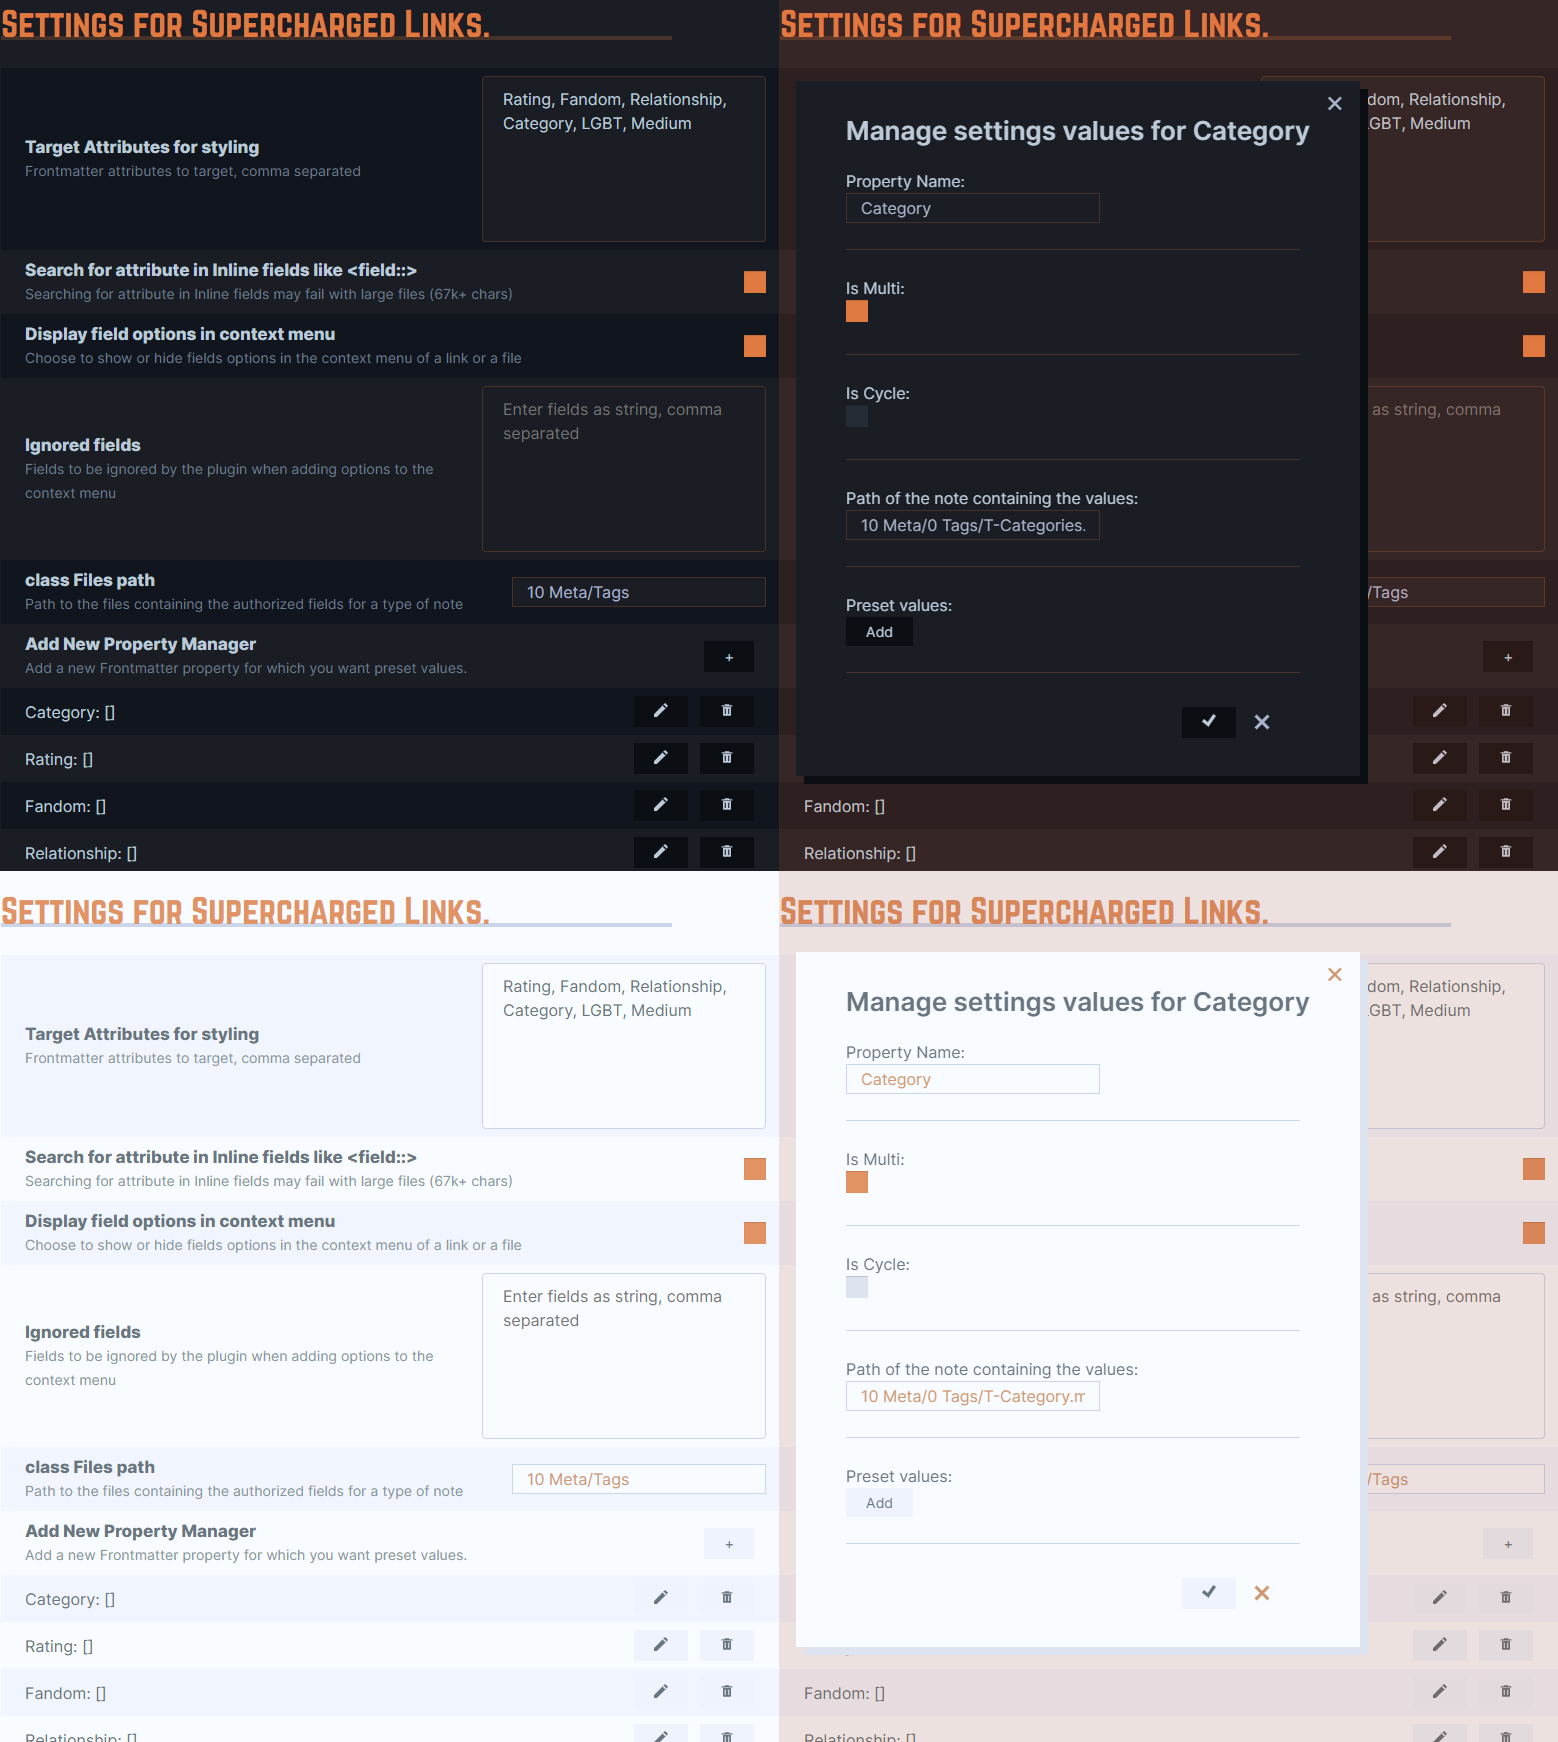 SETTINGS FOR SUPERCHARGED LINKS.
Target Attributes for styling
Frontmatter attributes to target, comma separated
Rating, Fandom, Relationship,
Category, LGBT, Medium
Search for attribute in Inline fields like <field::>
Searching for attribute in Inline fields may fail with large files (67k+ chars)
Display field options in context menu
Choose to show or hide fields options in the context menu of a link or a file
Ignored fields
Fields to be ignored by the plugin when adding options to the
context menu
Enter fields as string, comma
separated
class Files path
Path to the files containing the authorized fields for a type of note
10 Meta/Tags
Add New Property Manager
Add a new Frontmatter property for which you want preset values.
+
Category: []
Rating: []
Fandom: []
Relationship: []
SETTINGS FOR SUPERCHARGED LINKS.
dom, Relationship,
GBT, Medium
as string, comma
/Tags
+
Manage settings values for Category
Property Name:
Category
Is Multi:
Is Cycle:
Path of the note containing the values:
10 Meta/0 Tags/T-Categories.
Preset values:
Add
Fandom: []
Relationship: []
SETTINGS FOR SUPERCHARGED LINKS.
Target Attributes for styling
Frontmatter attributes to target, comma separated
Rating, Fandom, Relationship,
Category, LGBT, Medium
Search for attribute in Inline fields like <field::>
Searching for attribute in Inline fields may fail with large files (67k+ chars)
Display field options in context menu
Choose to show or hide fields options in the context menu of a link or a file
Ignored fields
Fields to be ignored by the plugin when adding options to the
context menu
Enter fields as string, comma
separated
class Files path
Path to the files containing the authorized fields for a type of note
10 Meta/Tags
Add New Property Manager
Add a new Frontmatter property for which you want preset values.
+
Category: []
Rating: []
Fandom: []
Relationship: []
SETTINGS FOR SUPERCHARGED LINKS.
dom, Relationship,
GBT, Medium
as string, comma
/Tags
+
Manage settings values for Category
Property Name:
Category
Is Multi:
Is Cycle:
Path of the note containing the values:
10 Meta/0 Tags/T-Category.m
Preset values:
Add
Fandom: []
Relationship: []